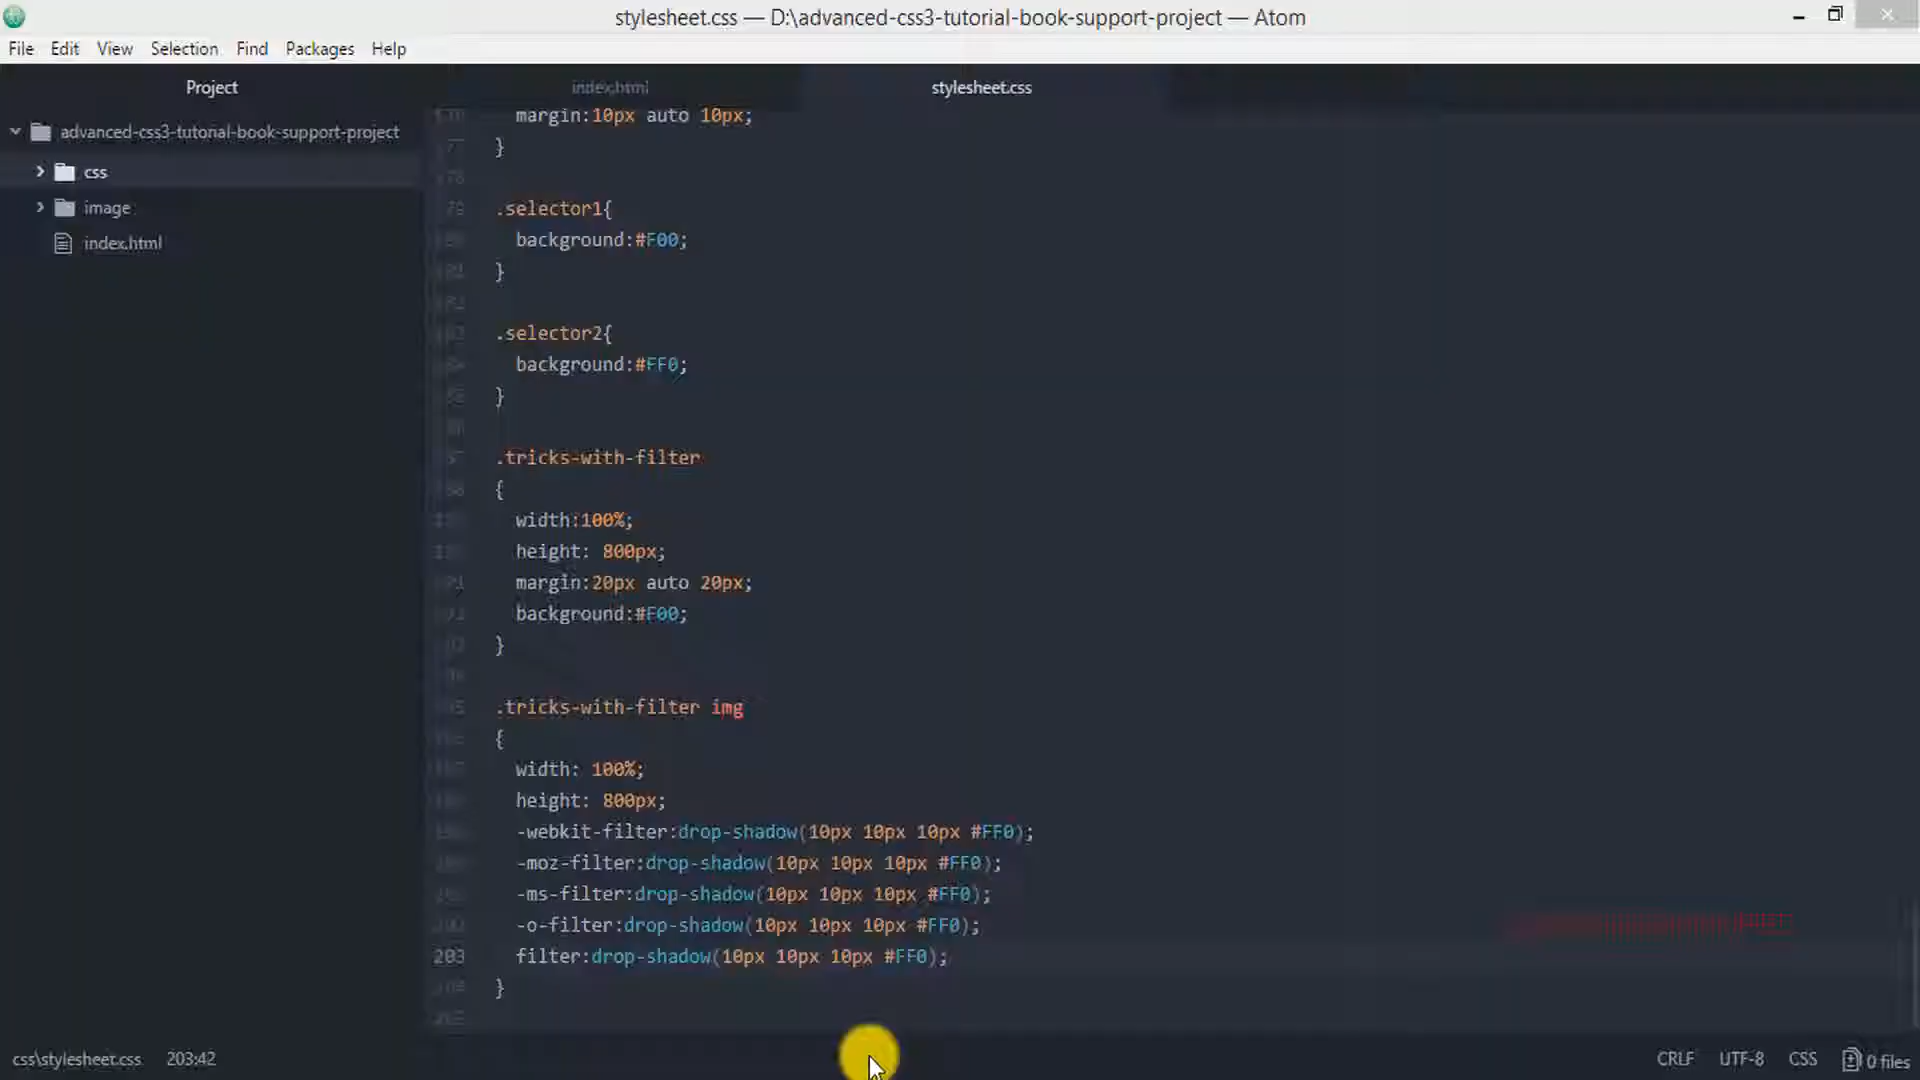 stylesheet.css — D:\advanced-css3-tutorial-book-support-project — Atom
File Edit View Selection Find Packages Help
Project
index.html
stylesheet.css
advanced-css3-tutorial-book-support-project
css
image
index.html
margin:10px auto 10px;
}
.selector1{
background:#F00;
}
.selector2{
background:#FF0;
}
.tricks-with-filter
{
width:100%;
height: 800px;
margin:20px auto 20px;
background:#F00;
}
.tricks-with-filter img
{
width: 100%;
height: 800px;
-webkit-filter:drop-shadow(10px 10px 10px #FF0);
-moz-filter:drop-shadow(10px 10px 10px #FF0);
-ms-filter:drop-shadow(10px 10px 10px #FF0);
-o-filter:drop-shadow(10px 10px 10px #FF0);
203 filter:drop-shadow(10px 10px 10px #FF0);
}
css\stylesheet.css 203:42
CRLF UTF-8 CSS 0 files